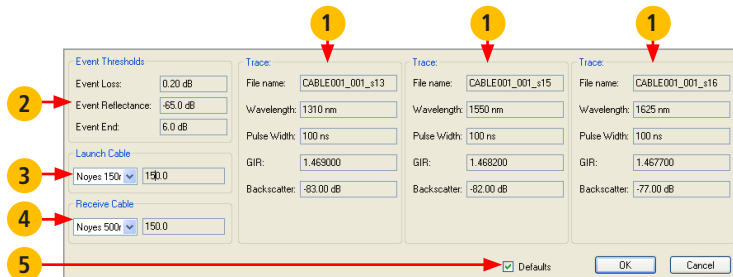 1 1 1
Event Thresholds
Event Loss: 0.20 dB
2 Event Reflectance: -65.0 dB
Event End: 6.0 dB
Launch Cable
3 Noyes 150r 150.0
Receive Cable
4 Noyes 500r 150.0
Trace:
File name: CABLE001_001_s13
Wavelength: 1310 nm
Pulse Width: 100 ns
GIR: 1.469000
Backscatter: -83.00 dB
Trace:
File name: CABLE001_001_s15
Wavelength: 1550 nm
Pulse Width: 100 ns
GIR: 1.468200
Backscatter: -82.00 dB
Trace:
File name: CABLE001_001_s16
Wavelength: 1625 nm
Pulse Width: 100 ns
GIR: 1.467700
Backscatter: -77.00 dB
5 Defaults OK Cancel